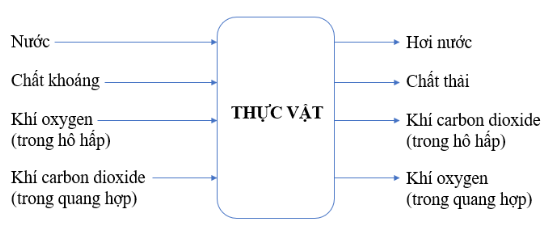 Nước
Chất khoáng
Khí oxygen
(trong hô hấp)
Khí carbon dioxide
(trong quang hợp)
THỰC VẬT
Hơi nước
Chất thải
Khí carbon dioxide
(trong hô hấp)
Khí oxygen
(trong quang hợp)